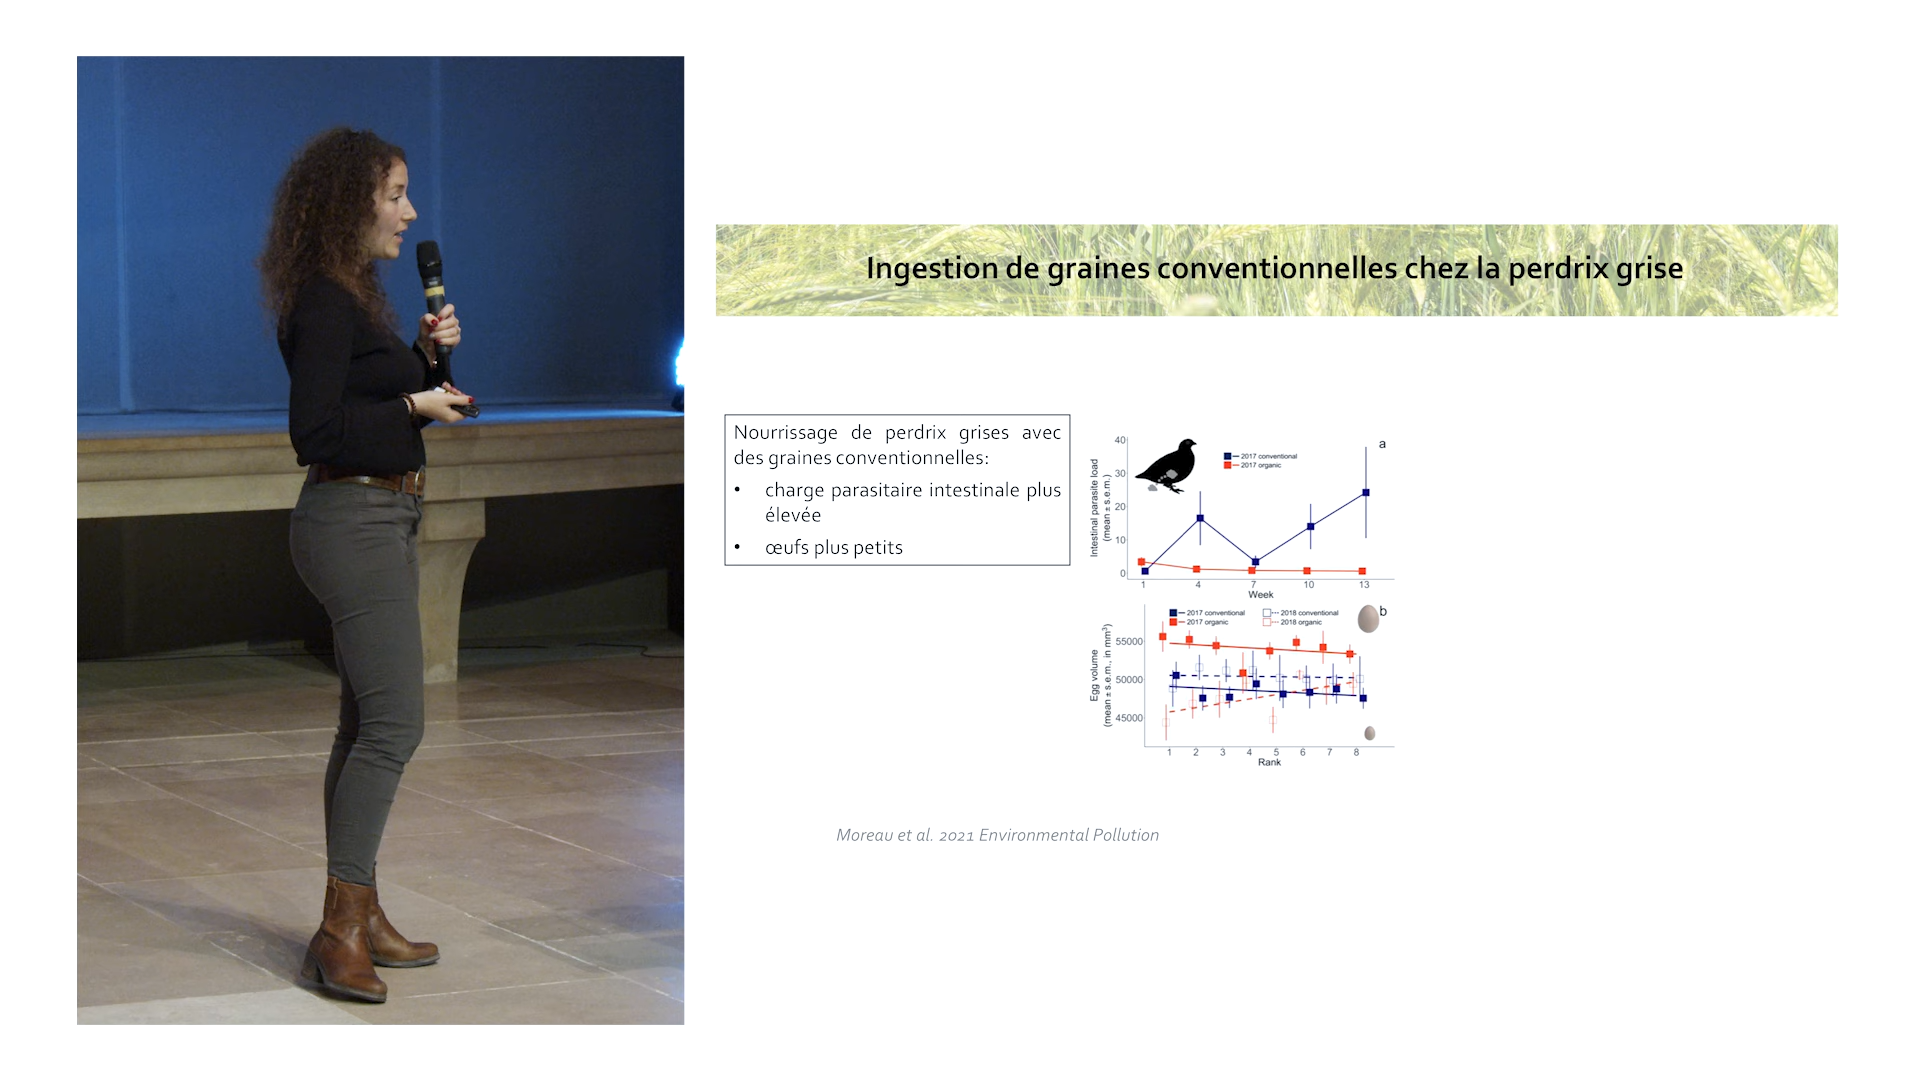 Ingestion de graines conventionnelles chez la perdrix grise
Nourrissage de perdrix grises avec
des graines conventionnelles:
• charge parasitaire intestinale plus
élevée
• œufs plus petits
a
2017 conventional
2017 organic
Intestinal parasite load
(mean ± s.e.m.)
40
30
20
10
0
1 4 7 10 13
Week
b
2017 conventional 2018 conventional
2017 organic 2018 organic
Egg volume
(mean ± s.e.m., in mm³)
55000
50000
45000
1 2 3 4 5 6 7 8
Rank
Moreau et al. 2021 Environmental Pollution